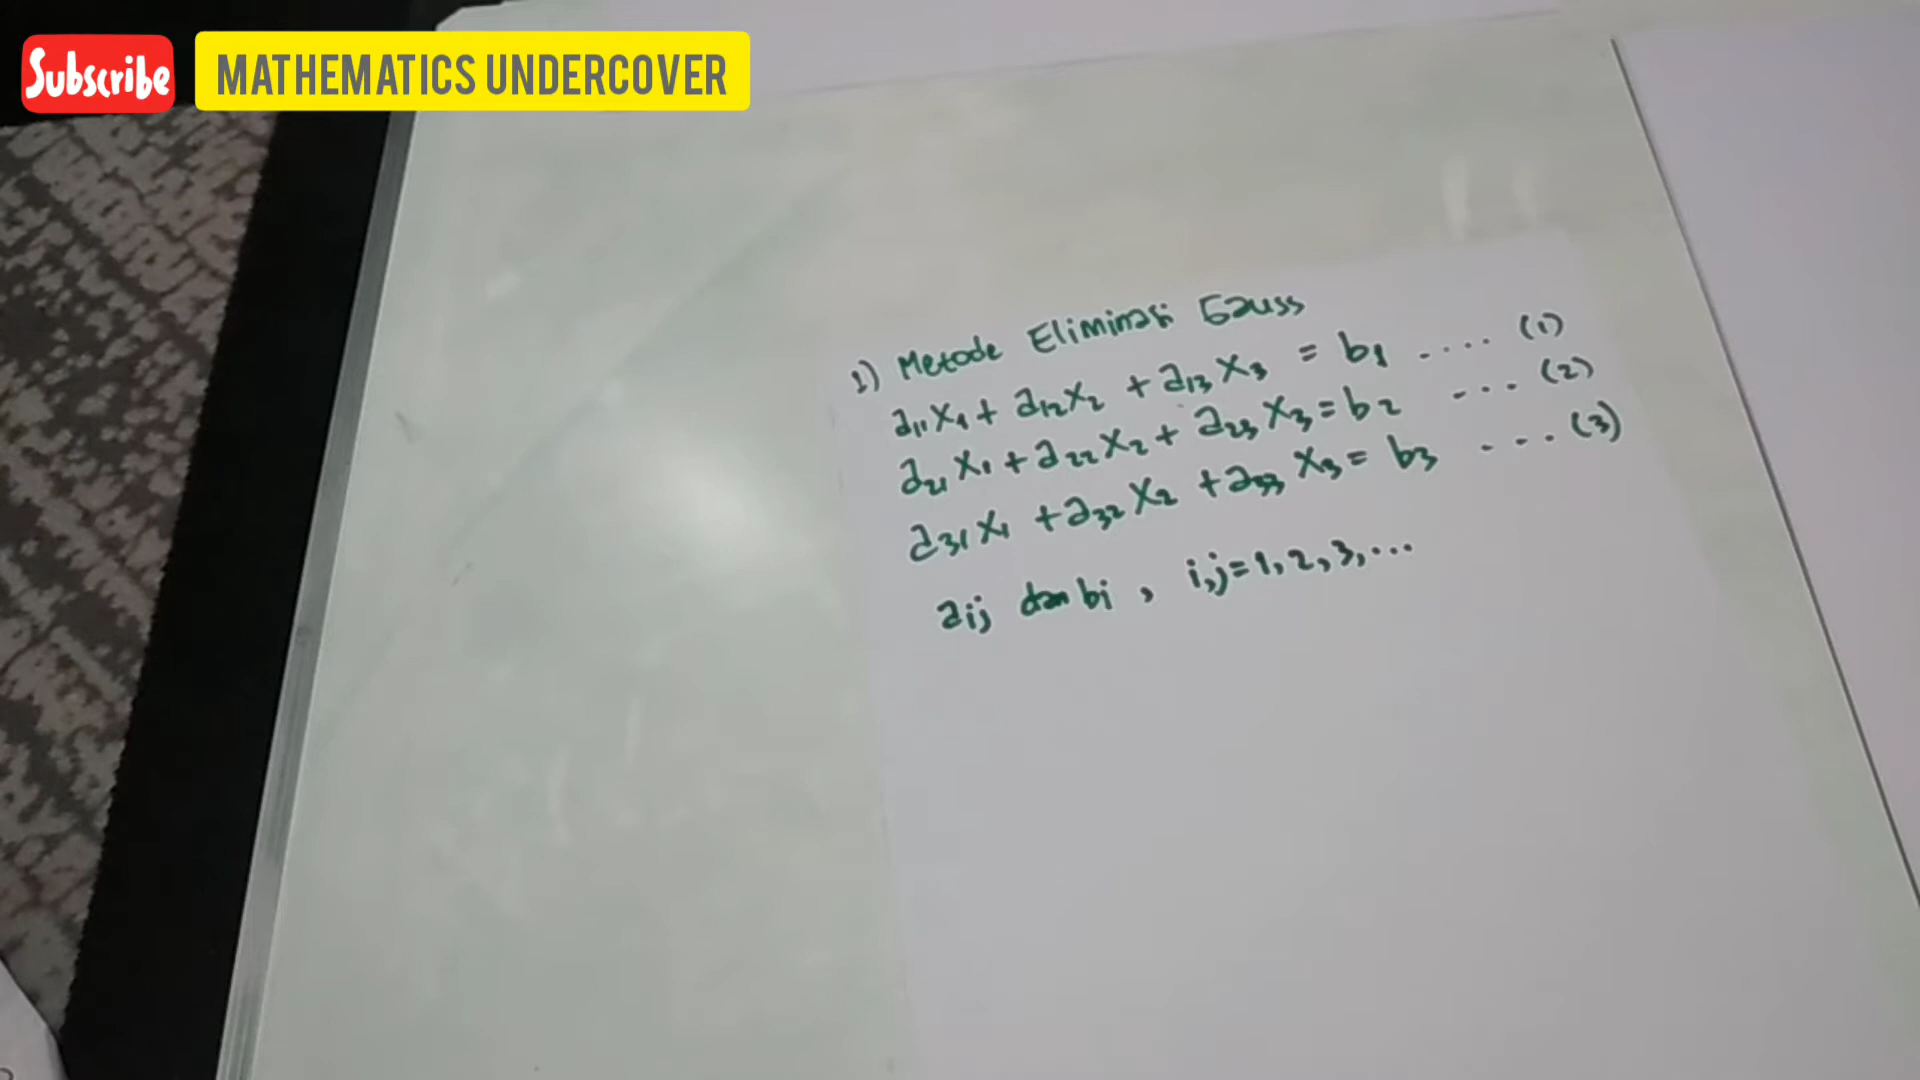 Subscribe
MATHEMATICS UNDERCOVER
1) Metode Eliminasi Gauss
a₁₁x₁ + a₁₂x₂ + a₁₃x₃ = b₁ .... (1)
a₂₁x₁ + a₂₂x₂ + a₂₃x₃ = b₂ .... (2)
a₃₁x₁ + a₃₂x₂ + a₃₃x₃ = b₃ .... (3)
aij dan bi , i,j=1,2,3,...